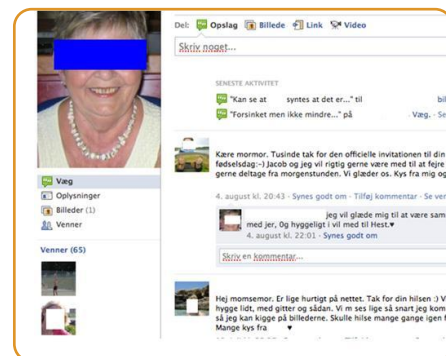 Del: Opslag Billede Link Video
Skriv noget...
SENESTE AKTIVITET
"Kan se at syntes at det er..." til bil
"Forsinket men ikke mindre..." på Væg. · Se
Kære mormor. Tusinde tak for den officielle invitationen til din
fødselsdag:-) Jacob og jeg vil rigtig gerne være med til at fejre
gerne deltage fra morgenstunden. Vi glæder os. Kys fra mig og
4. august kl. 20:43 · Synes godt om · Tilføj kommentar · Se ven
jeg vil glæde mig til at være sam
med jer, Og hyggeligt i vil med til Hest.♥
4. august kl. 22:01 · Synes godt om
Skriv en kommentar...
Hej momsemor. Er lige hurtigt på nettet. Tak for din hilsen :) V
hygge lidt, med gitter og sådan. Vi m ses lige så snart jeg kom
så jeg kan kigge på billederne. Skulle hilse mange gange igen f
Mange kys fra ♥
Væg
Oplysninger
Billeder (1)
Venner
Venner (65)